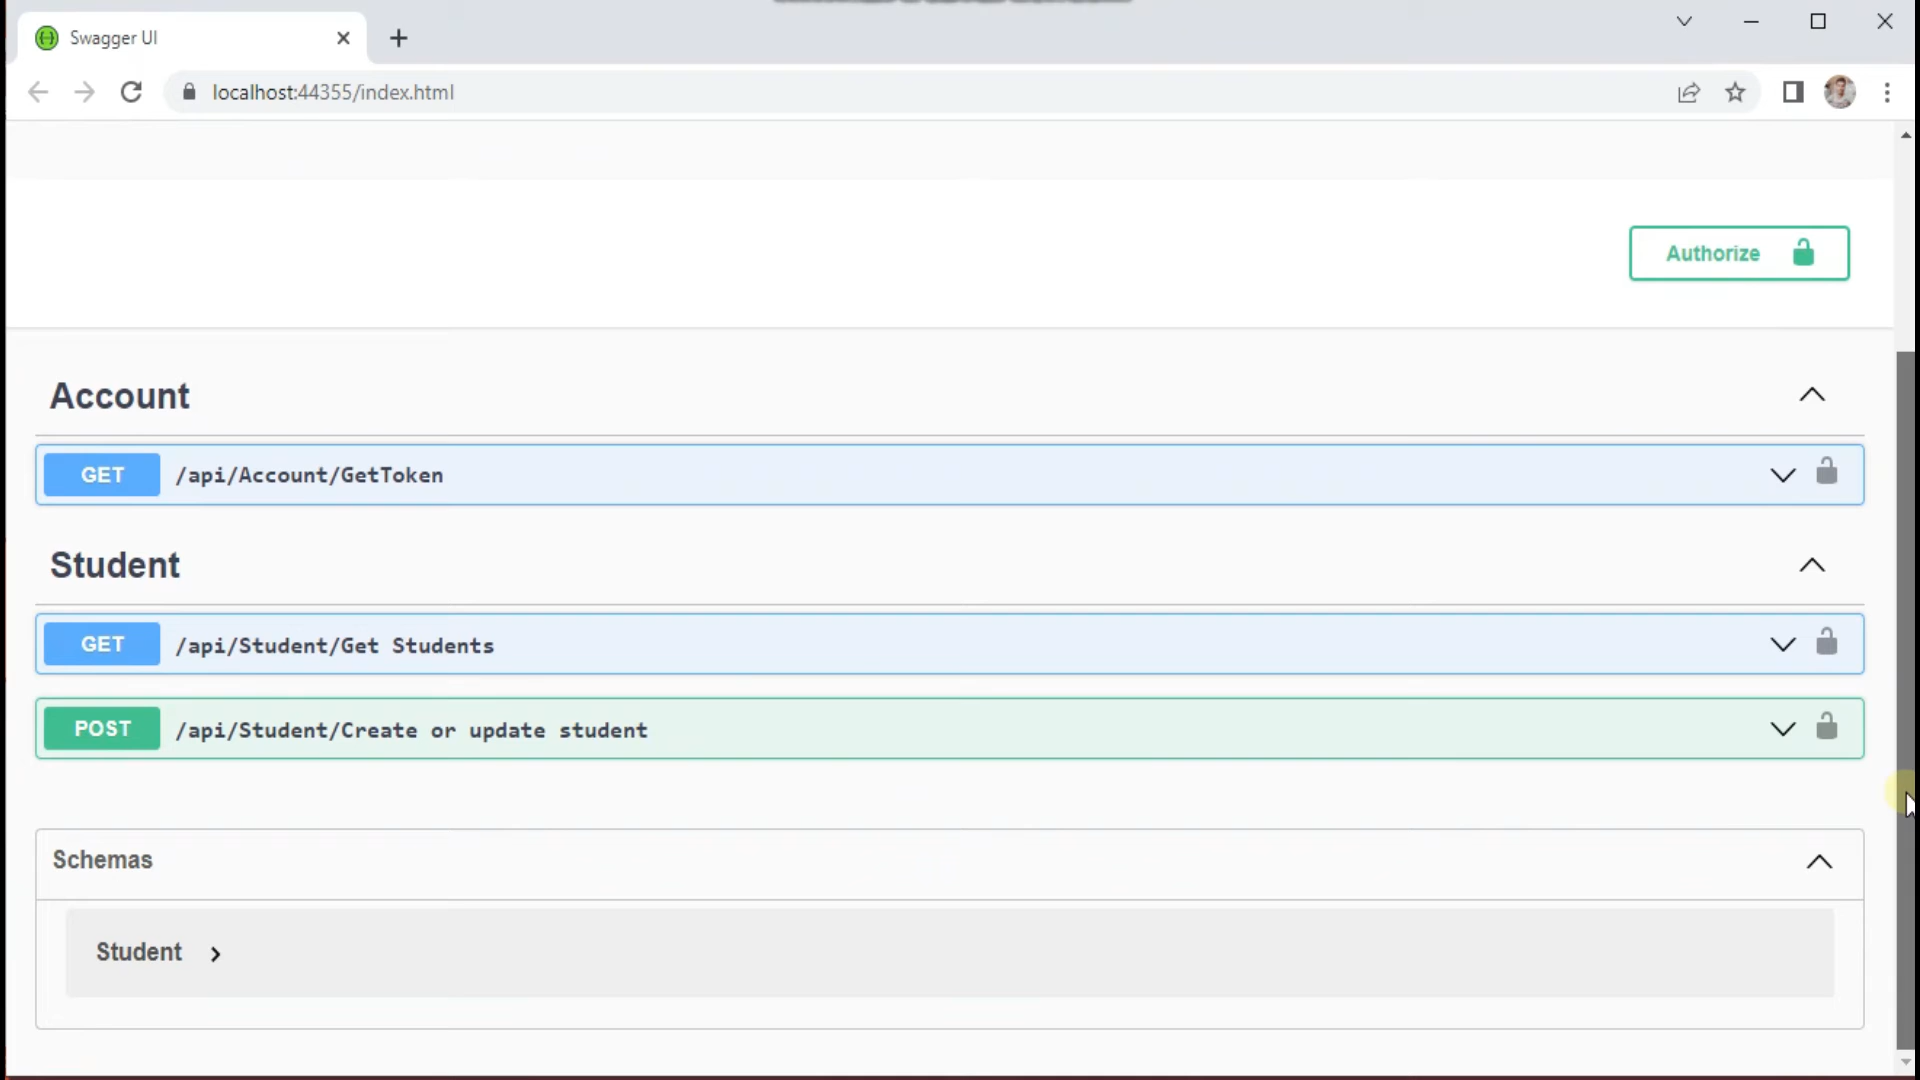 Swagger UI
localhost:44355/index.html
Authorize
Account
GET /api/Account/GetToken
Student
GET /api/Student/Get Students
POST /api/Student/Create or update student
Schemas
Student